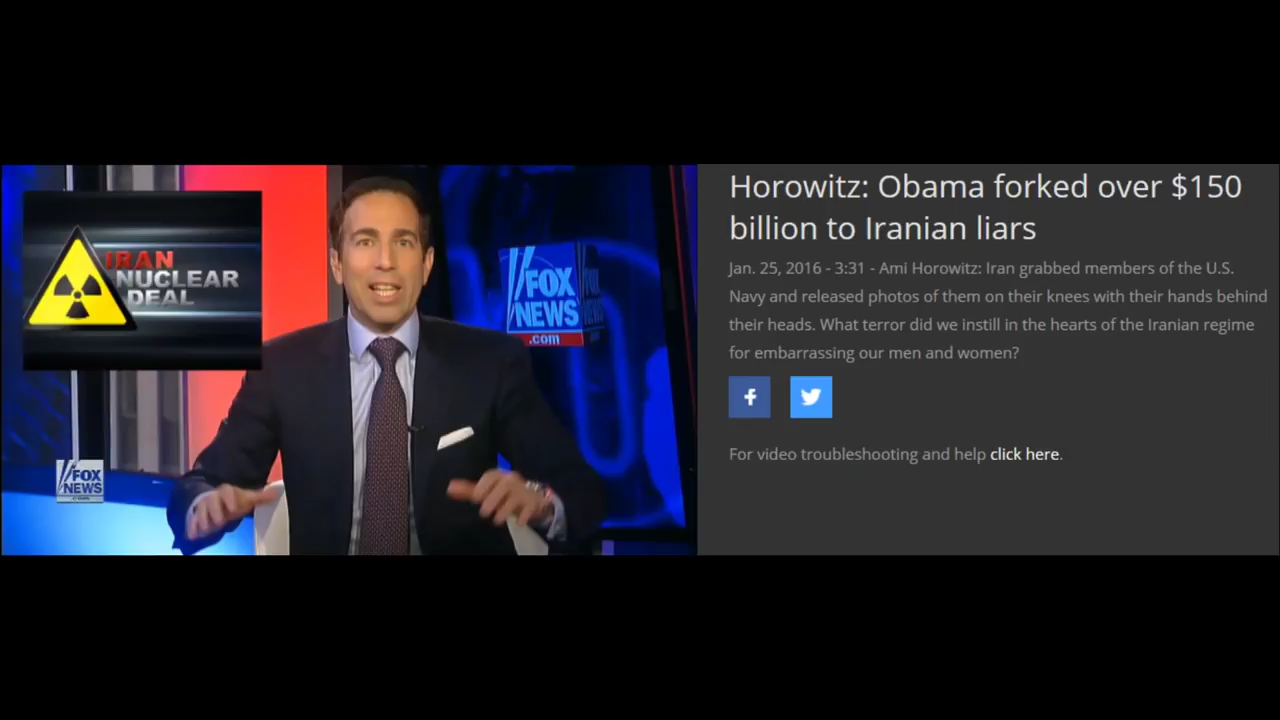 IRAN
NUCLEAR
DEAL
FOX
NEWS
.com
FOX
NEWS
Horowitz: Obama forked over $150
billion to Iranian liars
Jan. 25, 2016 - 3:31 - Ami Horowitz: Iran grabbed members of the U.S.
Navy and released photos of them on their knees with their hands behind
their heads. What terror did we instill in the hearts of the Iranian regime
for embarrassing our men and women?
For video troubleshooting and help click here.